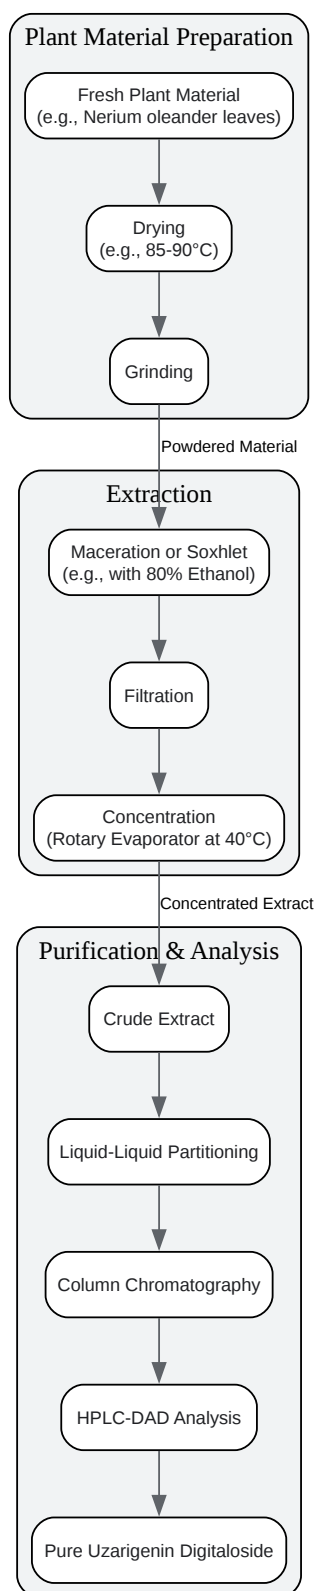 Plant Material Preparation
Fresh Plant Material
(e.g., Nerium oleander leaves)
Drying
(e.g., 85-90°C)
Grinding
Powdered Material
Extraction
Maceration or Soxhlet
(e.g., with 80% Ethanol)
Filtration
Concentration
(Rotary Evaporator at 40°C)
Concentrated Extract
Purification & Analysis
Crude Extract
Liquid-Liquid Partitioning
Column Chromatography
HPLC-DAD Analysis
Pure Uzarigenin Digitaloside